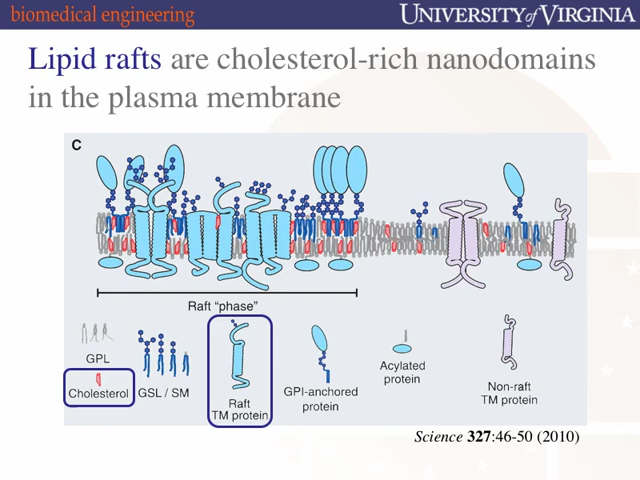 biomedical engineering
UNIVERSITY of VIRGINIA
Lipid rafts are cholesterol-rich nanodomains
in the plasma membrane
C
Raft “phase”
GPL
Cholesterol
GSL / SM
Raft
TM protein
GPI-anchored
protein
Acylated
protein
Non-raft
TM protein
Science 327:46-50 (2010)